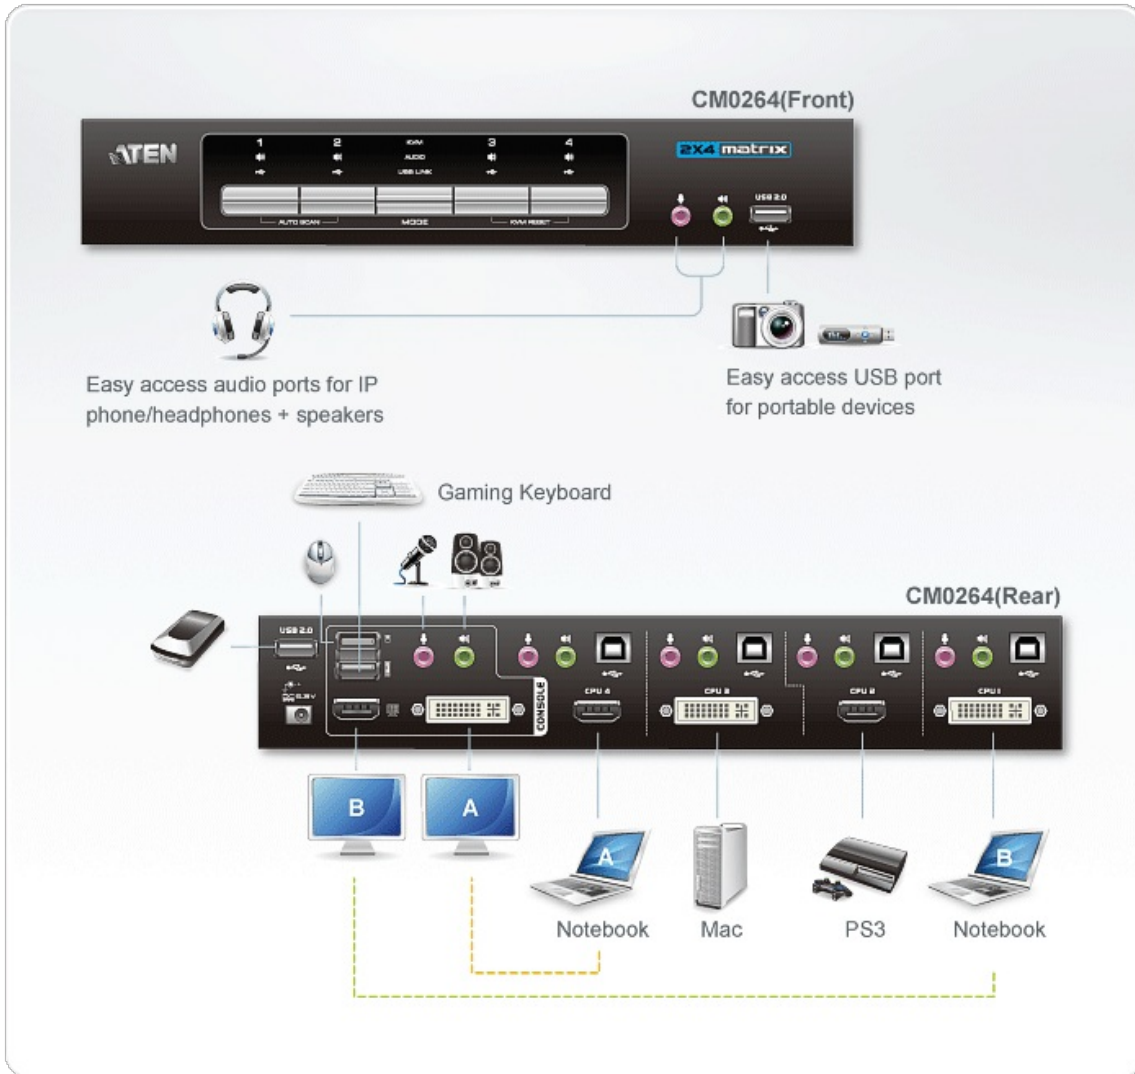 CM0264(Front)
ATEN
1 2 KVM 3 4
AUDIO
USB LINK
AUTO SCAN MODE KVM RESET
2X4 matrix
USB 2.0
Easy access audio ports for IP
phone/headphones + speakers
Easy access USB port
for portable devices
Gaming Keyboard
CM0264(Rear)
USB 2.0
CONSOLE
CPU 4 CPU 3 CPU 2 CPU 1
B A
A B
Notebook Mac PS3 Notebook